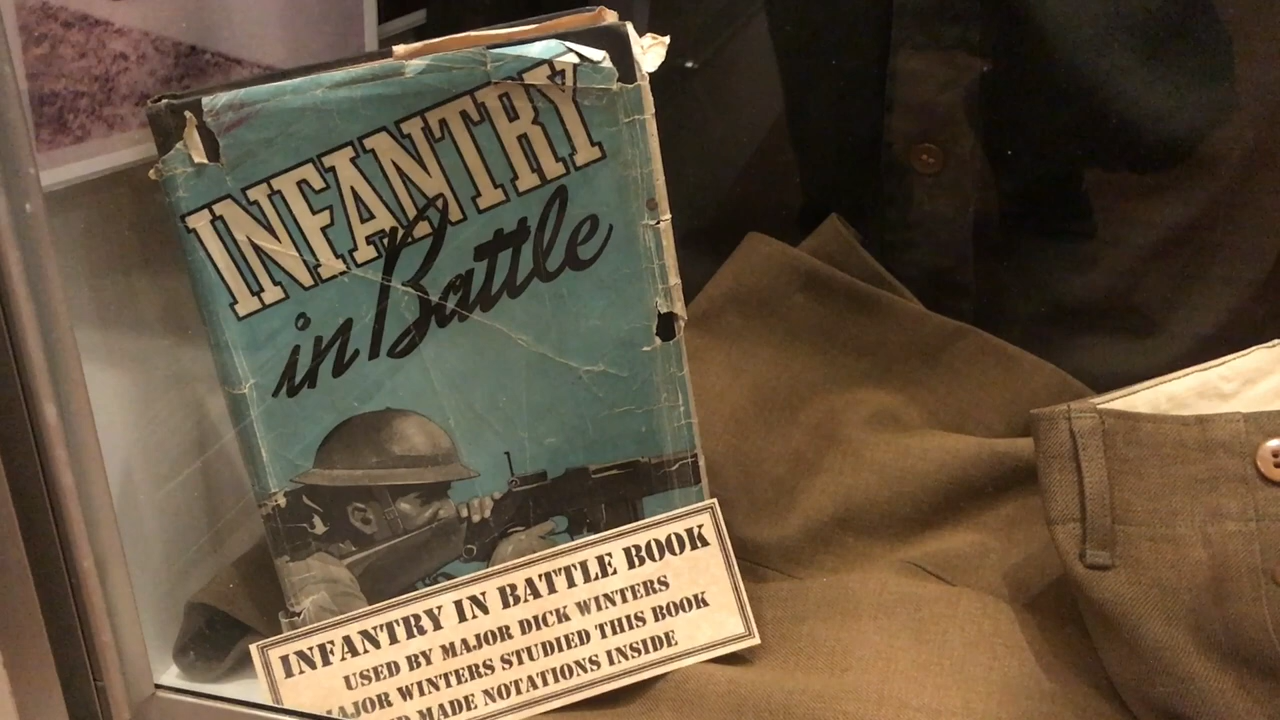 INFANTRY
in Battle
INFANTRY IN BATTLE BOOK
USED BY MAJOR DICK WINTERS
MAJOR WINTERS STUDIED THIS BOOK
MADE NOTATIONS INSIDE